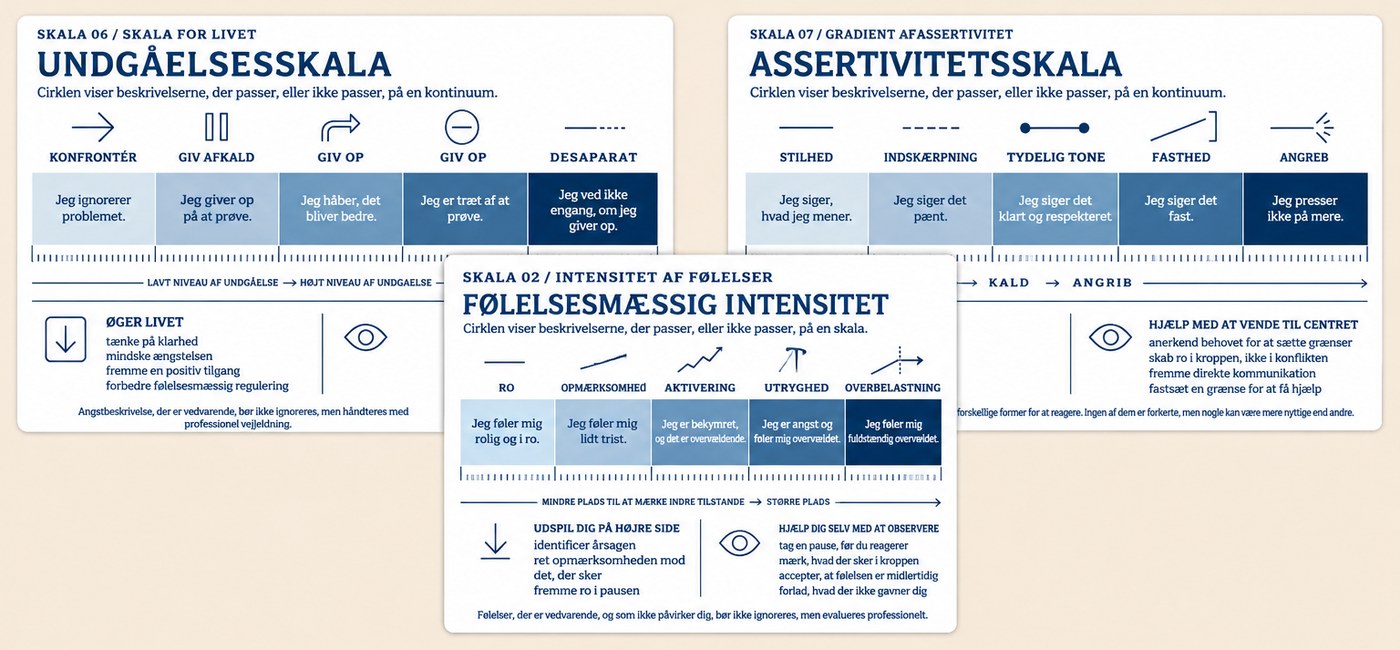 SKALA 06 / SKALA FOR LIVET
UNDGÅELSESSKALA
Cirklen viser beskrivelserne, der passer, eller ikke passer, på en kontinuum.
KONFRONTÉR
GIV AFKALD
GIV OP
GIV OP
DESAPARAT
Jeg ignorerer
problemet.
Jeg giver op
på at prøve.
Jeg håber, det
bliver bedre.
Jeg er træt af at
prøve.
Jeg ved ikke
engang, om jeg
giver op.
LAVT NIVEAU AF UNDGÅELSE → HØJT NIVEAU AF UNDGÅELSE
ØGER LIVET
tænke på klarhed
mindske ængstelsen
fremme en positiv tilgang
forbedre følelsesmæssig regulering
Angstbeskrivelse, der er vedvarende, bør ikke ignoreres, men håndteres med
professionel vejjeldning.
SKALA 07 / GRADIENT AFASSERTIVITET
ASSERTIVITETSSKALA
Cirklen viser beskrivelserne, der passer, eller ikke passer, på en kontinuum.
STILHED
INDSKÆRPNING
TYDELIG TONE
FASTHED
ANGREB
Jeg siger,
hvad jeg mener.
Jeg siger det
pænt.
Jeg siger det
klart og respekteret
Jeg siger det
fast.
Jeg presser
ikke på mere.
→ KALD → ANGRIB
HJÆLP MED AT VENDE TIL CENTRET
anerkend behovet for at sætte grænser
skab ro i kroppen, ikke i konflikten
fremme direkte kommunikation
fastsæt en grænse for at få hjælp
forskellige former for at reagere. Ingen af dem er forkerte, men nogle kan være mere nyttige end andre.
SKALA 02 / INTENSITET AF FØLELSER
FØLELSESMÆSSIG INTENSITET
Cirklen viser beskrivelserne, der passer, eller ikke passer, på en skala.
RO
OPMÆRKSOMHEd
AKTIVERING
UTRYGHED
OVERBELASTNING
Jeg føler mig
rolig og i ro.
Jeg føler mig
lidt trist.
Jeg er bekymret,
og det er overvældende.
Jeg er angst og
føler mig overvældet.
Jeg føler mig
fuldstændig overvældet.
MINDRE PLADS TIL AT MÆRKE INDRE TILSTANDE → STØRRE PLADS
UDSPIL DIG PÅ HØJRE SIDE
identificer årsagen
ret opmærksomheden mod
det, der sker
fremme ro i pausen
HJÆLP DIG SELV MED AT OBSERVERE
tag en pause, før du reagerer
mærk, hvad der sker i kroppen
accepter, at følelsen er midlertidig
forlad, hvad der ikke gavner dig
Følelser, der er vedvarende, og som ikke påvirker dig, bør ikke ignoreres, men evalueres professionelt.